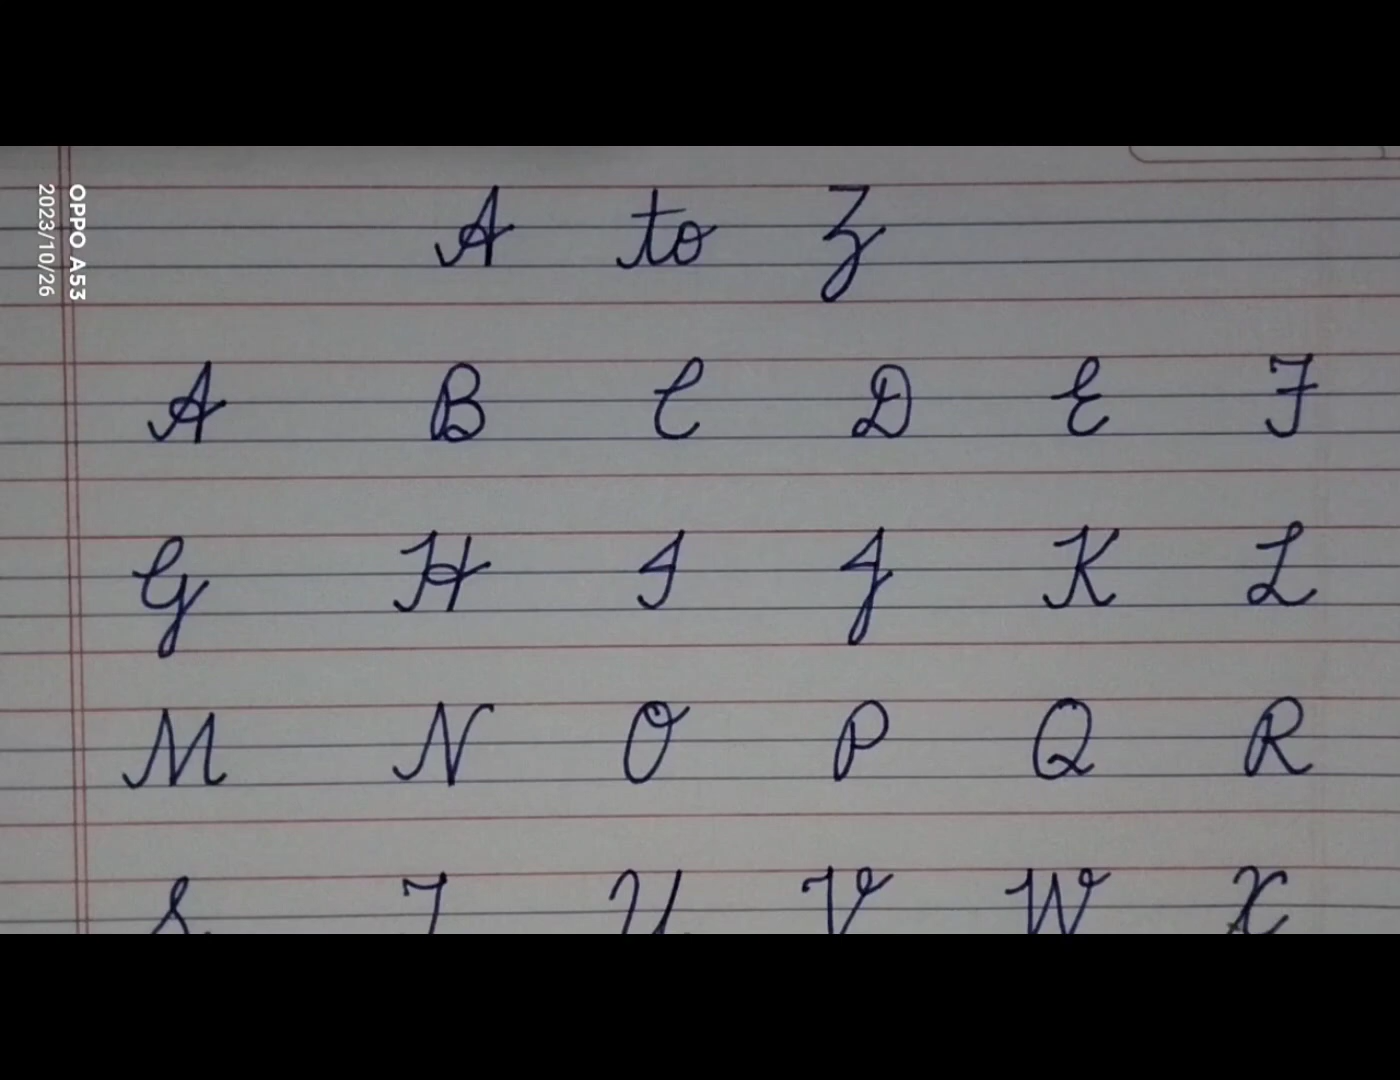 OPPO A53
2023/10/26
A to Z
A B C D E F
G H I J K L
M N O P Q R
S T U V W X